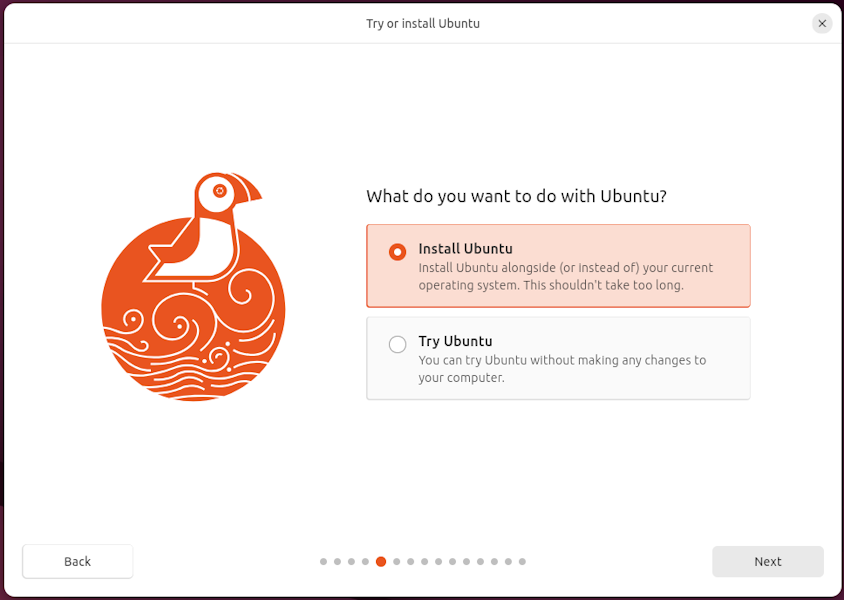 Try or install Ubuntu
What do you want to do with Ubuntu?
Install Ubuntu
Install Ubuntu alongside (or instead of) your current
operating system. This shouldn't take too long.
Try Ubuntu
You can try Ubuntu without making any changes to
your computer.
Back
Next